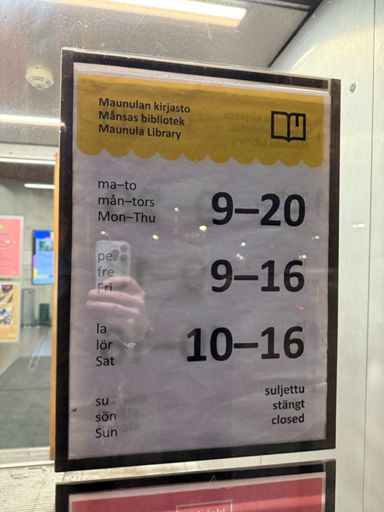 Maunulan kirjasto
Månsas bibliotek
Maunula Library
ma–to
mån–tors
Mon–Thu
9–20
pe
fre
Fri
9–16
la
lör
Sat
10–16
su
sön
Sun
suljettu
stängt
closed